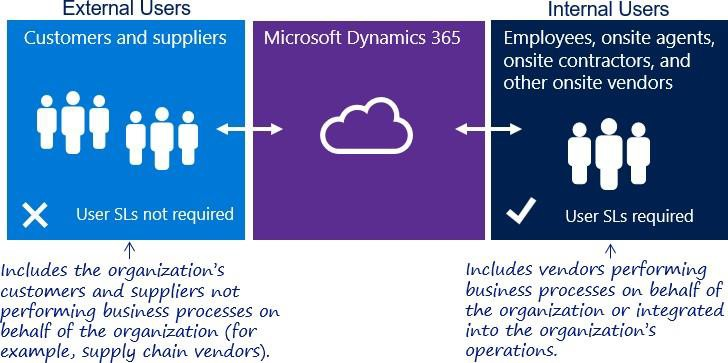 External Users
Internal Users
Customers and suppliers
Microsoft Dynamics 365
Employees, onsite agents,
onsite contractors, and
other onsite vendors
User SLs not required
User SLs required
Includes the organization's
customers and suppliers not
performing business processes on
behalf of the organization (for
example, supply chain vendors).
Includes vendors performing
business processes on behalf of
the organization or integrated
into the organization's
operations.